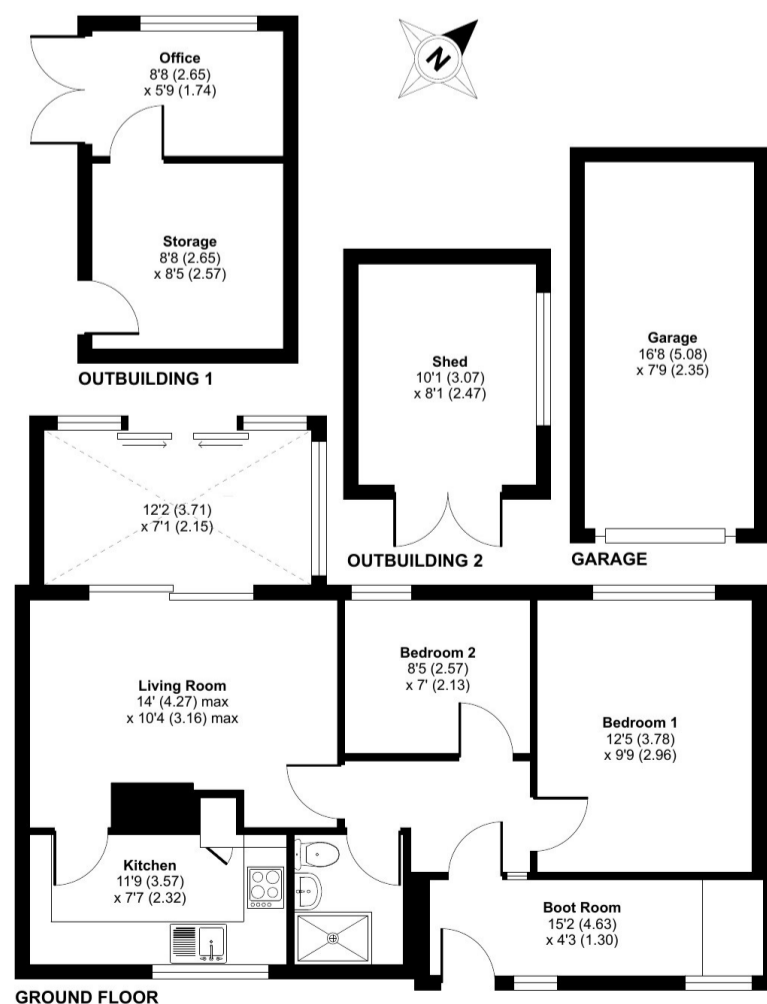 Office
8'8 (2.65)
x 5'9 (1.74)
N
Storage
8'8 (2.65)
x 8'5 (2.57)
OUTBUILDING 1
Shed
10'1 (3.07)
x 8'1 (2.47)
OUTBUILDING 2
Garage
16'8 (5.08)
x 7'9 (2.35)
GARAGE
12'2 (3.71)
x 7'1 (2.15)
Living Room
14' (4.27) max
x 10'4 (3.16) max
Bedroom 2
8'5 (2.57)
x 7' (2.13)
Bedroom 1
12'5 (3.78)
x 9'9 (2.96)
Kitchen
11'9 (3.57)
x 7'7 (2.32)
Boot Room
15'2 (4.63)
x 4'3 (1.30)
GROUND FLOOR